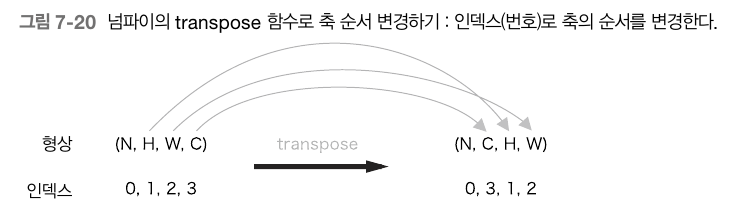 그림 7-20 넘파이의 transpose 함수로 축 순서 변경하기 : 인덱스(번호)로 축의 순서를 변경한다.
형상 (N, H, W, C) transpose (N, C, H, W)
인덱스 0, 1, 2, 3 0, 3, 1, 2